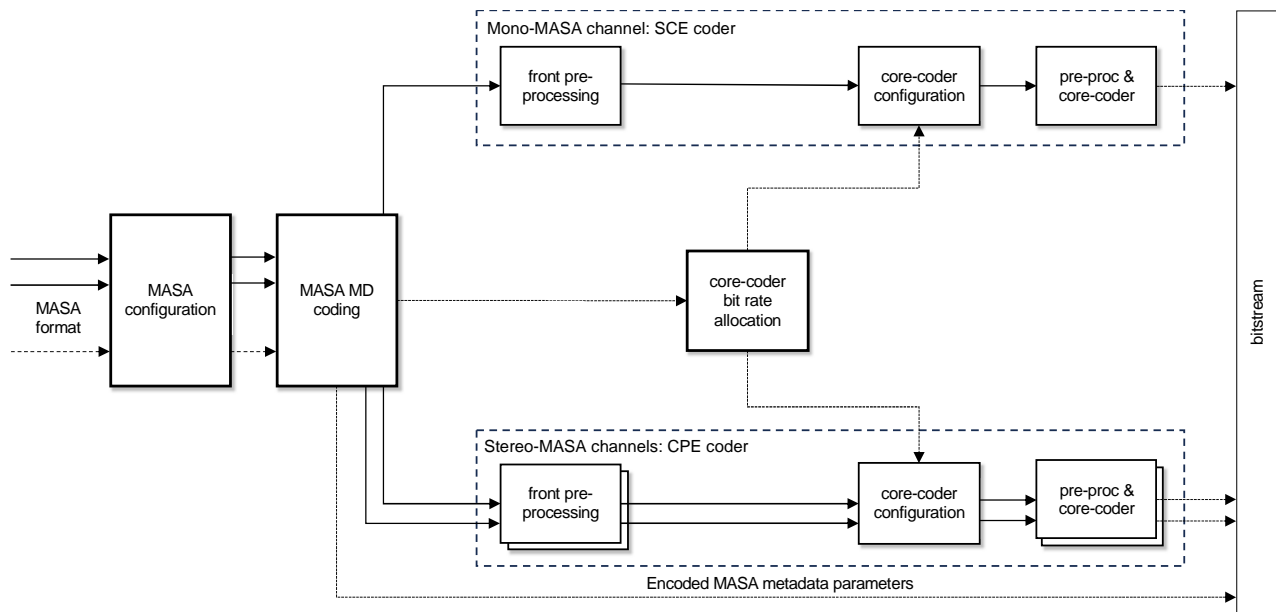 Mono-MASA channel: SCE coder
front pre-
processing
core-coder
configuration
pre-proc &
core-coder
MASA
format
MASA
configuration
MASA MD
coding
core-coder
bit rate
allocation
bitstream
Stereo-MASA channels: CPE coder
front pre-
processing
core-coder
configuration
pre-proc &
core-coder
Encoded MASA metadata parameters